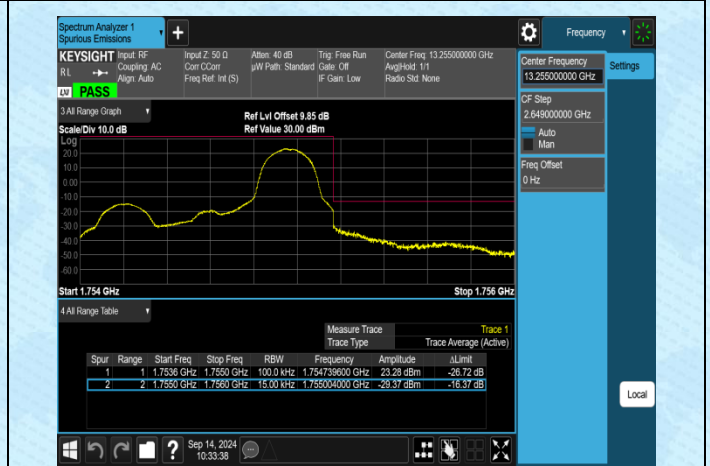 Spectrum Analyzer 1
Spurious Emissions
Frequency
KEYSIGHT
Input: RF
Input Z: 50 Ω
Atten: 40 dB
Trig: Free Run
Center Freq: 13.255000000 GHz
RL
Coupling: AC
Corr CCorr
µW Path: Standard
Gate: Off
Avg|Hold: 1/1
Align: Auto
Freq Ref: Int (S)
IF Gain: Low
Radio Std: None
PASS
Center Frequency
13.255000000 GHz
Settings
CF Step
2.649000000 GHz
Auto
Man
Freq Offset
0 Hz
3 All Range Graph
Ref Lvl Offset 9.85 dB
Scale/Div 10.0 dB
Ref Value 30.00 dBm
Log
20.0
10.0
0.00
-10.0
-20.0
-30.0
-40.0
-50.0
-60.0
Start 1.754 GHz
Stop 1.756 GHz
4 All Range Table
Measure Trace
Trace 1
Trace Type
Trace Average (Active)
Spur Range Start Freq Stop Freq RBW Frequency Amplitude ΔLimit
1 1 1.7536 GHz 1.7550 GHz 100.0 kHz 1.754739600 GHz 23.28 dBm -26.72 dB
2 2 1.7550 GHz 1.7560 GHz 15.00 kHz 1.755004000 GHz -29.37 dBm -16.37 dB
Local
Sep 14, 2024
10:33:38